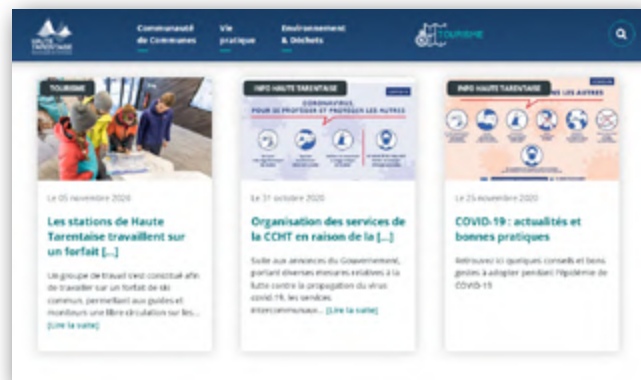 HAUTE
TARENTAISE
Communauté
de Communes
Vie
pratique
Environnement
& Déchets
TOURISME
TOURISME
Le 05 novembre 2020
Les stations de Haute
Tarentaise travaillent sur
un forfait [...]
Un groupe de travail s'est constitué afin
de travailler sur un forfait de ski
commun, permettant aux guides et
moniteurs une libre circulation sur les...
[Lire la suite]
INFO HAUTE TARENTAISE
CORONAVIRUS,
POUR SE PROTÉGER ET PROTÉGER LES AUTRES
Le 31 octobre 2020
Organisation des services de
la CCHT en raison de la [...]
Suite aux annonces du Gouvernement,
portant diverses mesures relatives à la
lutte contre la propagation du virus
covid-19, les services
intercommunaux... [Lire la suite]
INFO HAUTE TARENTAISE
LES AUTRES
Le 25 novembre 2020
COVID-19 : actualités et
bonnes pratiques
Retrouvez ici quelques conseils et bons
gestes à adopter pendant l'épidémie de
COVID-19